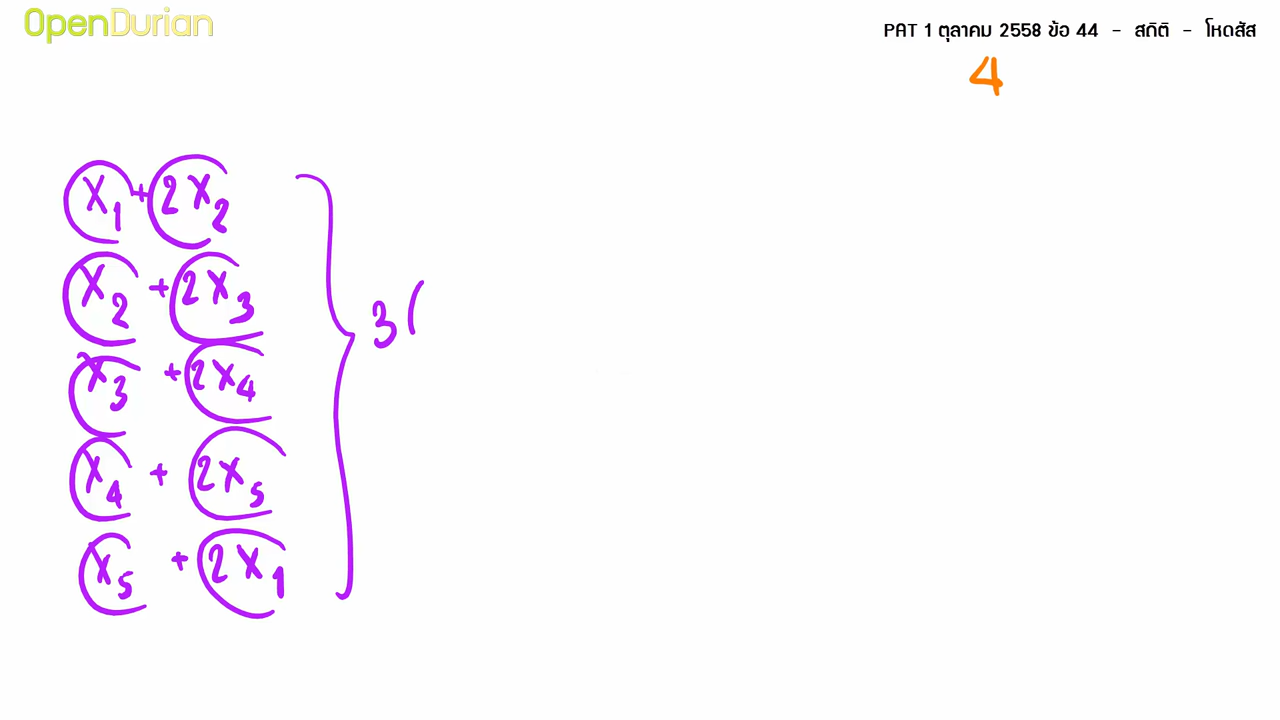 OpenDurian
PAT 1 ตุลาคม 2558 ข้อ 44 - สถิติ - โหดสัส
4
X₁ + 2X₂
X₂ + 2X₃
X₃ + 2X₄
X₄ + 2X₅
X₅ + 2X₁
3 (